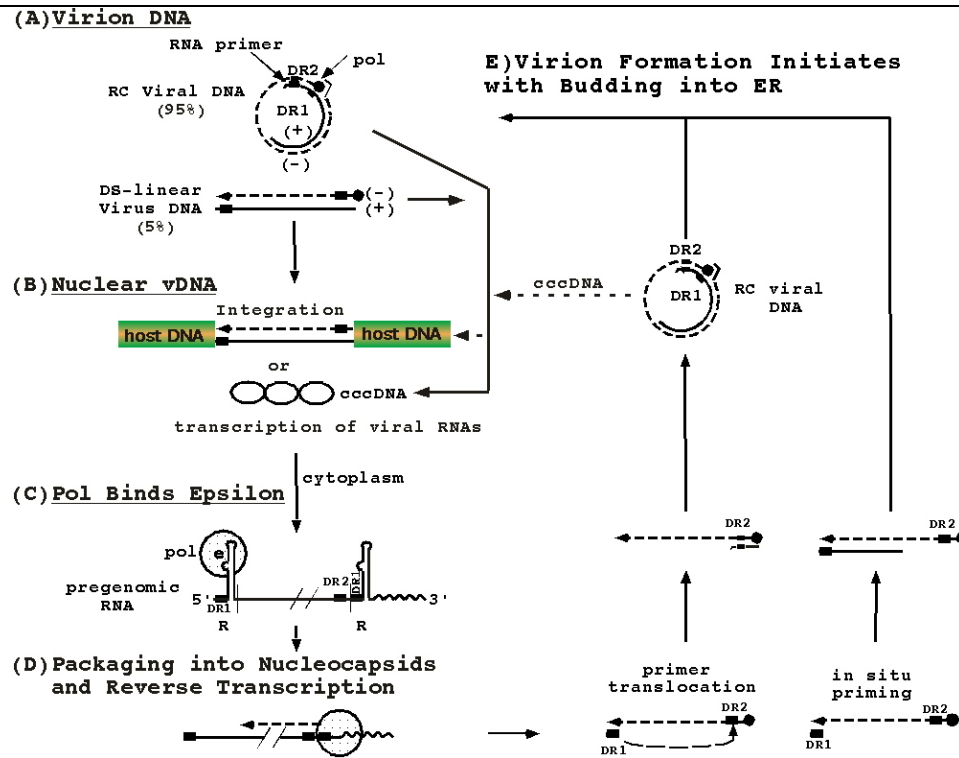 (A)Virion DNA
RNA primer
DR2
pol
RC Viral DNA
(95%)
DR1
(+)
(-)
DS-linear
Virus DNA
(5%)
(-)
(+)
(B)Nuclear vDNA
Integration
host DNA
host DNA
or
cccDNA
transcription of viral RNAs
cytoplasm
(C)Pol Binds Epsilon
pol
e
pregenomic
RNA
5'
DR1
R
DR2
DR1
R
3'
(D)Packaging into Nucleocapsids
and Reverse Transcription
primer
translocation
DR2
DR1
in situ
priming
DR2
DR1
DR2
DR2
cccDNA
DR2
DR1
RC viral
DNA
E)Virion Formation Initiates
with Budding into ER